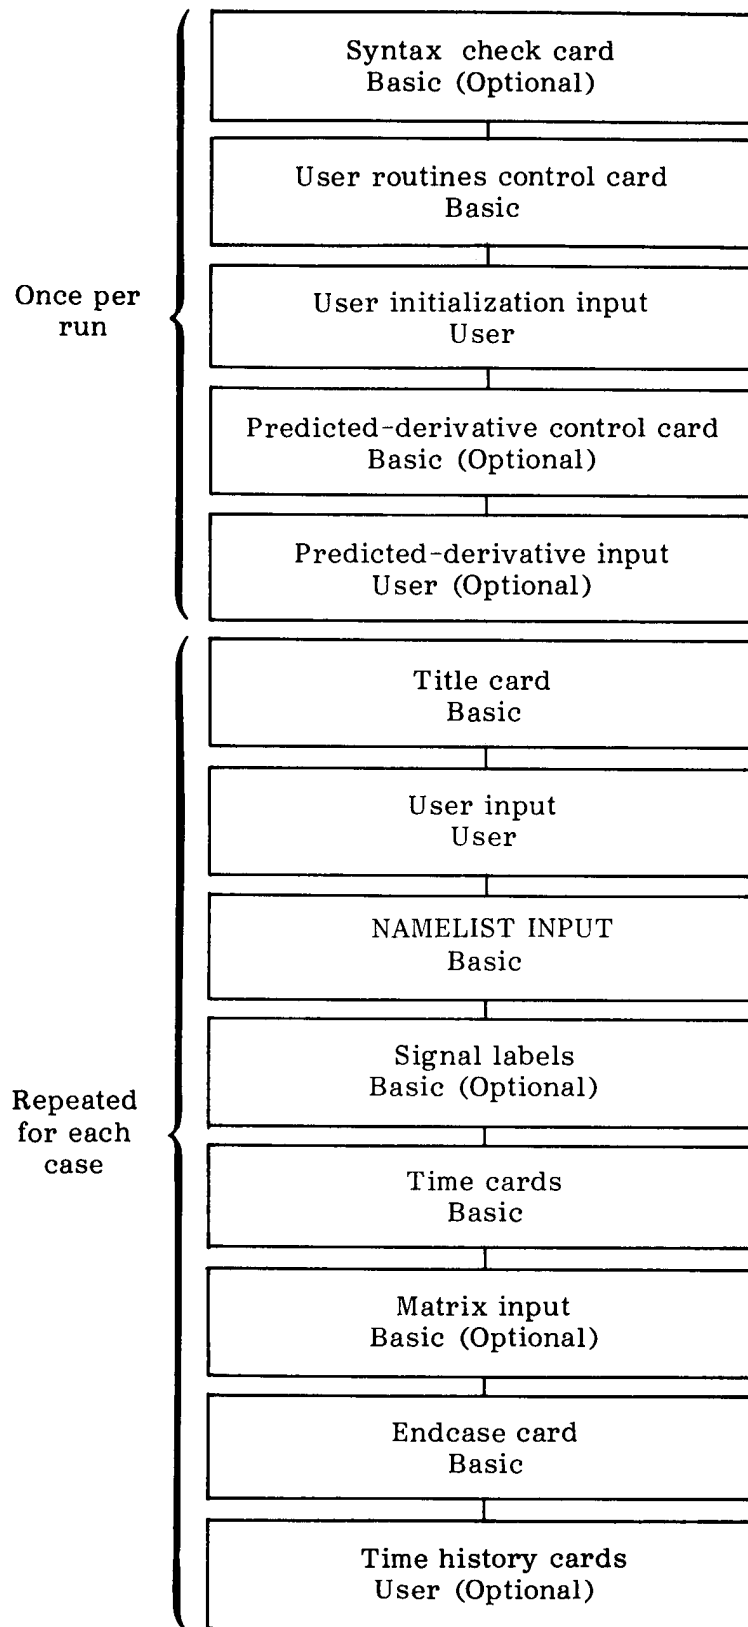 Syntax check card
Basic (Optional)
User routines control card
Basic
Once per
run
User initialization input
User
Predicted-derivative control card
Basic (Optional)
Predicted-derivative input
User (Optional)
Title card
Basic
User input
User
NAMELIST INPUT
Basic
Signal labels
Basic (Optional)
Repeated
for each
case
Time cards
Basic
Matrix input
Basic (Optional)
Endcase card
Basic
Time history cards
User (Optional)